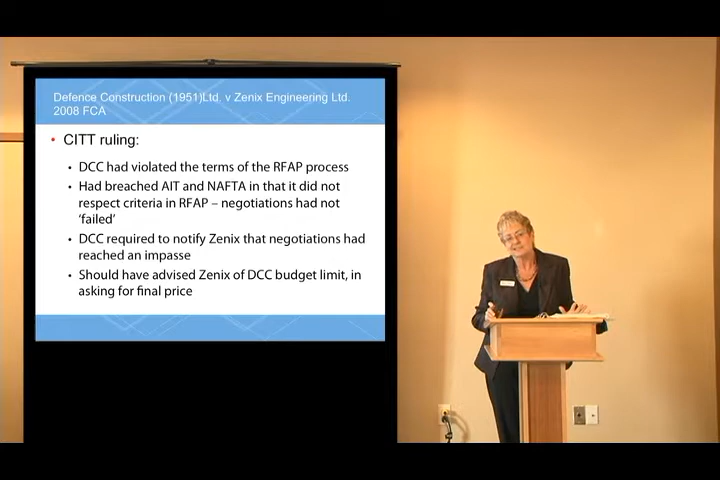 Defence Construction (1951)Ltd. v Zenix Engineering Ltd.
2008 FCA
• CITT ruling:
• DCC had violated the terms of the RFAP process
• Had breached AIT and NAFTA in that it did not
respect criteria in RFAP – negotiations had not
'failed'
• DCC required to notify Zenix that negotiations had
reached an impasse
• Should have advised Zenix of DCC budget limit, in
asking for final price